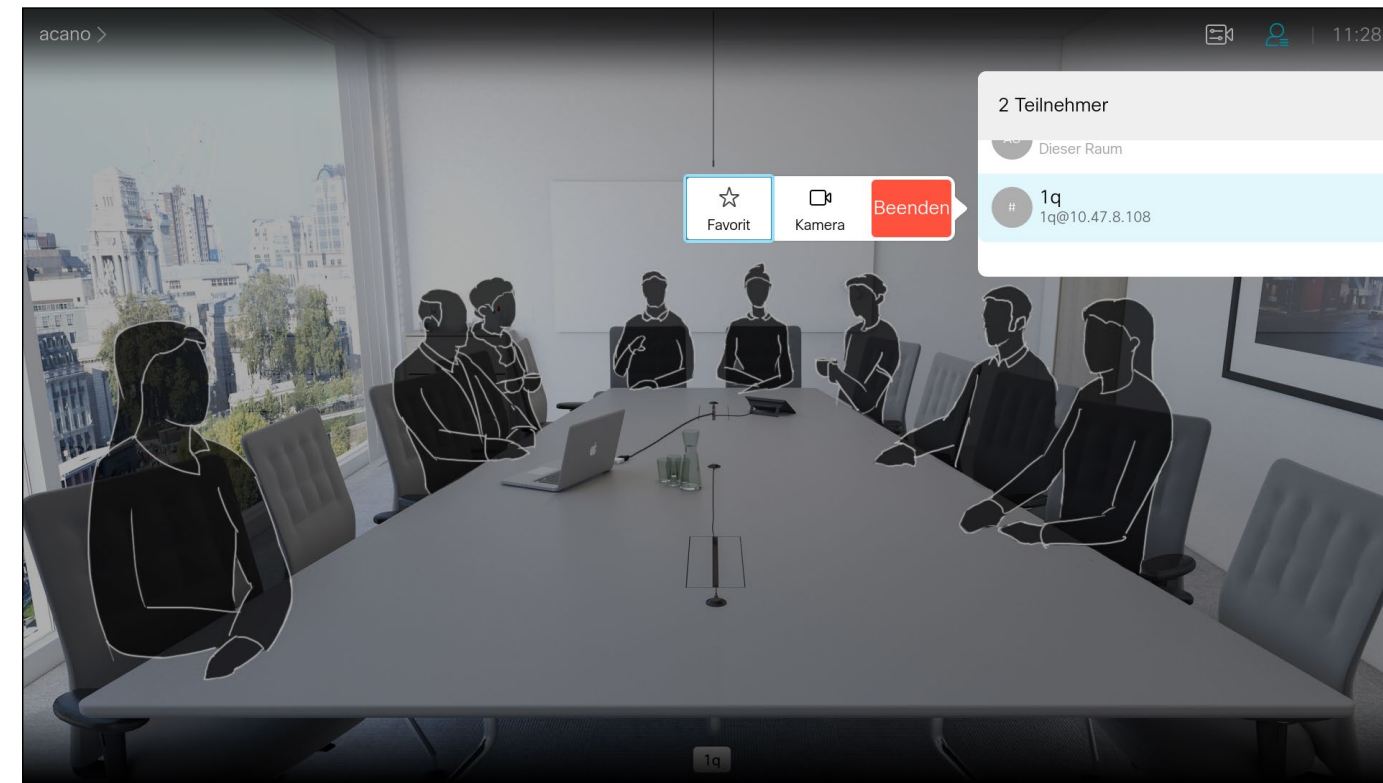 acano >
11:28
2 Teilnehmer
Dieser Raum
Favorit
Kamera
Beenden
#
1q
1q@10.47.8.108
1q